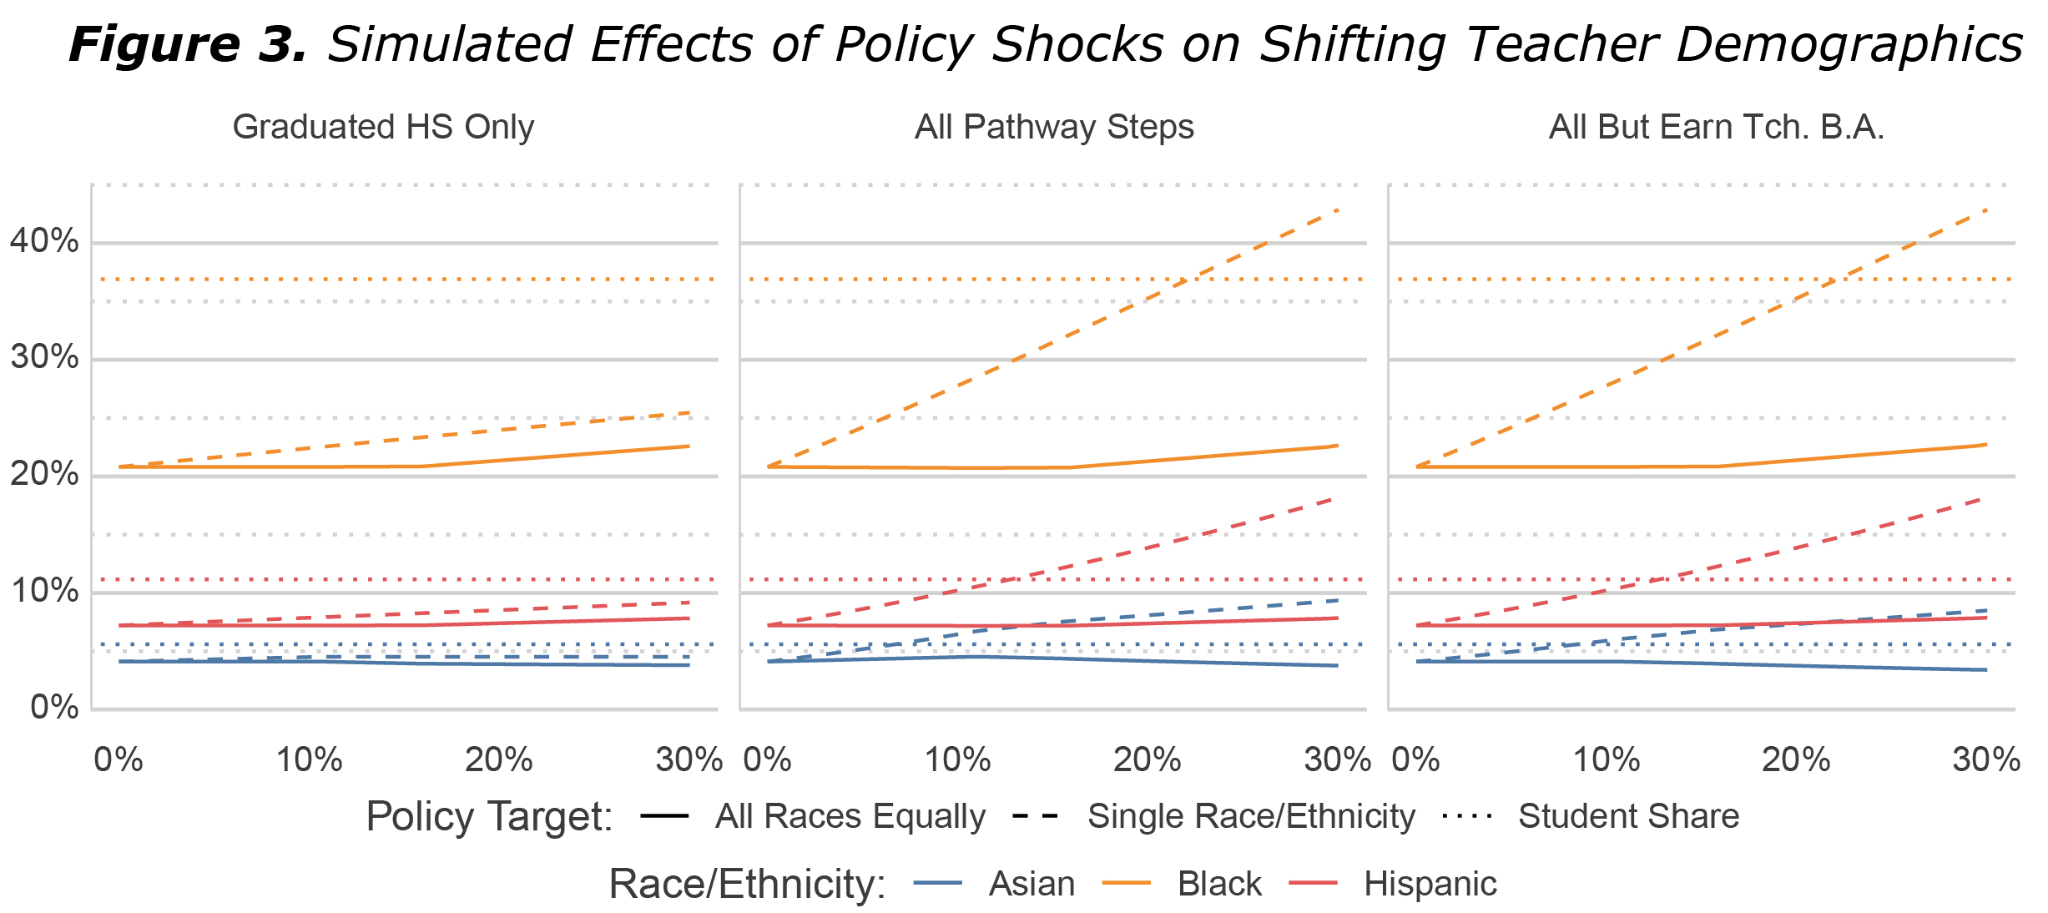 Figure 3. Simulated Effects of Policy Shocks on Shifting Teacher Demographics
Graduated HS Only
All Pathway Steps
All But Earn Tch. B.A.
40%
30%
20%
10%
0%
0% 10% 20% 30% 0% 10% 20% 30% 0% 10% 20% 30%
Policy Target: All Races Equally Single Race/Ethnicity Student Share
Race/Ethnicity: Asian Black Hispanic